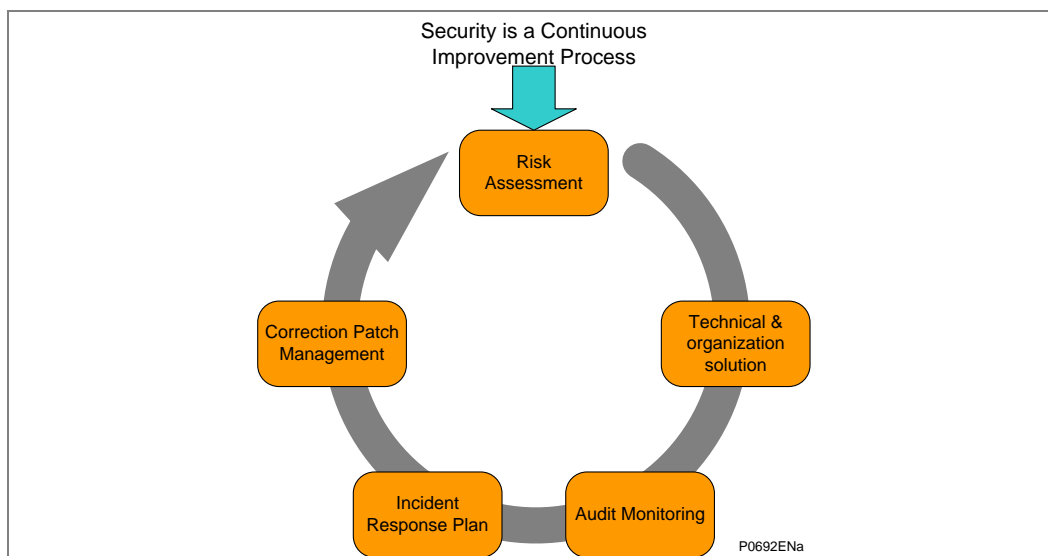 Security is a Continuous
Improvement Process
Risk
Assessment
Correction Patch
Management
Technical &
organization
solution
Incident
Response Plan
Audit Monitoring
P0692ENa